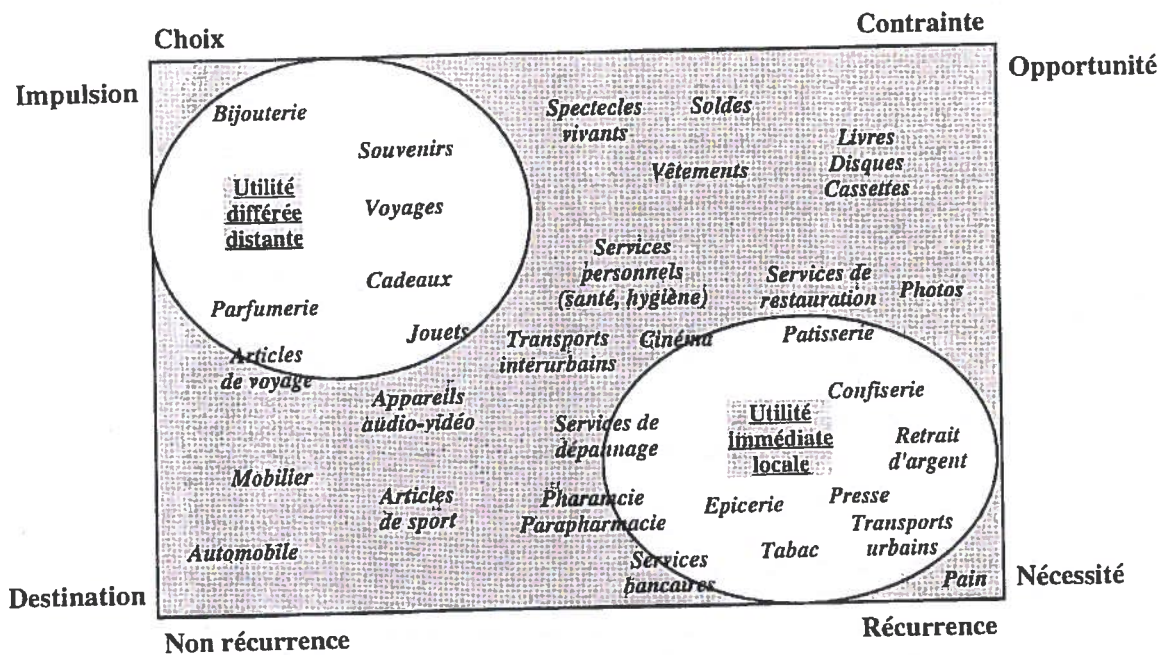 Choix
Contrainte
Impulsion
Opportunité
Bijouterie
Spectecles
vivants
Soldes
Souvenirs
Livres
Disques
Cassettes
Vêtements
Utilité
différée
distante
Voyages
Services
personnels
(santé, hygiène)
Cadeaux
Services de
restauration
Photos
Parfumerie
Jouets
Transports
intérurbains
Cinéma
Patisserie
Articles
de voyage
Appareils
audio-vidéo
Confiserie
Services de
dépannage
Utilité
immédiate
locale
Retrait
d'argent
Mobilier
Articles
de sport
Pharamcie
Parapharmacie
Epicerie
Presse
Transports
urbains
Automobile
Services
bancaires
Tabac
Pain
Destination
Nécessité
Non récurrence
Récurrence